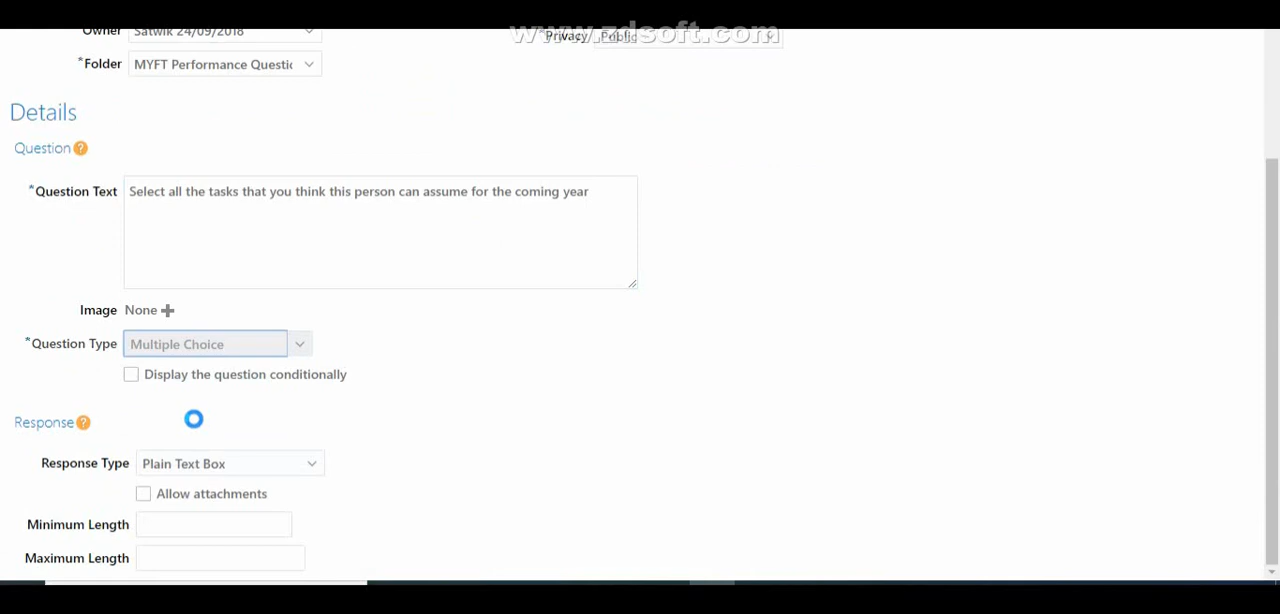 www.zdsoft.com
Owner Satwik 24/09/2018 *Privacy Public
*Folder MYFT Performance Questic
Details
Question ?
*Question Text Select all the tasks that you think this person can assume for the coming year
Image None
*Question Type Multiple Choice
Display the question conditionally
Response ?
Response Type Plain Text Box
Allow attachments
Minimum Length
Maximum Length